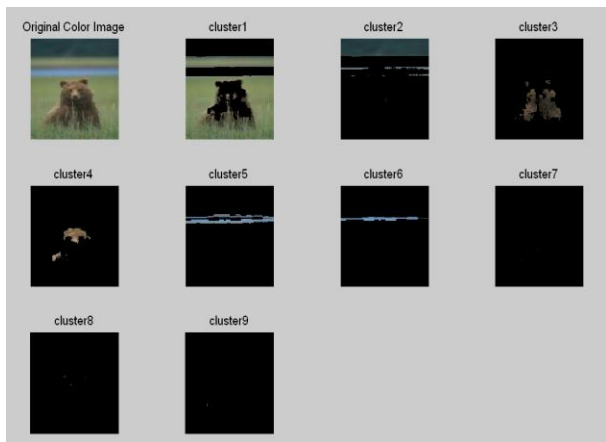 Original Color Image
cluster1
cluster2
cluster3
cluster4
cluster5
cluster6
cluster7
cluster8
cluster9